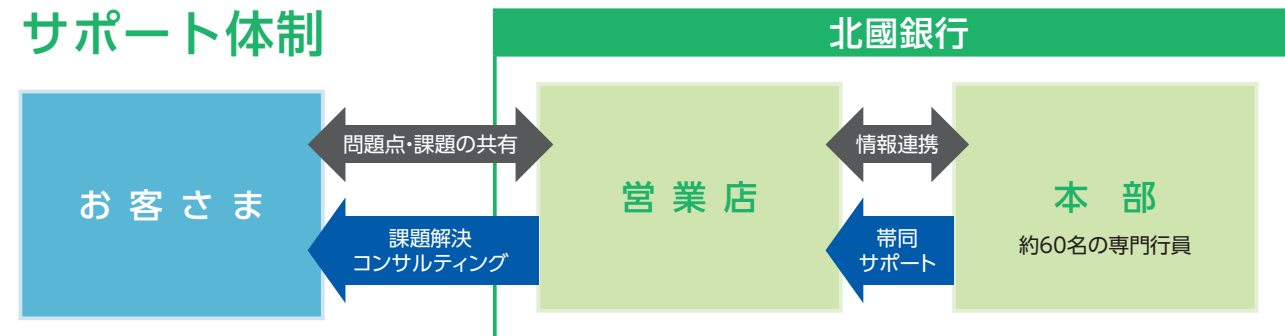 サポート体制
北國銀行
お客さま
問題点・課題の共有
課題解決
コンサルティング
営業店
情報連携
帯同
サポート
本部
約60名の専門行員